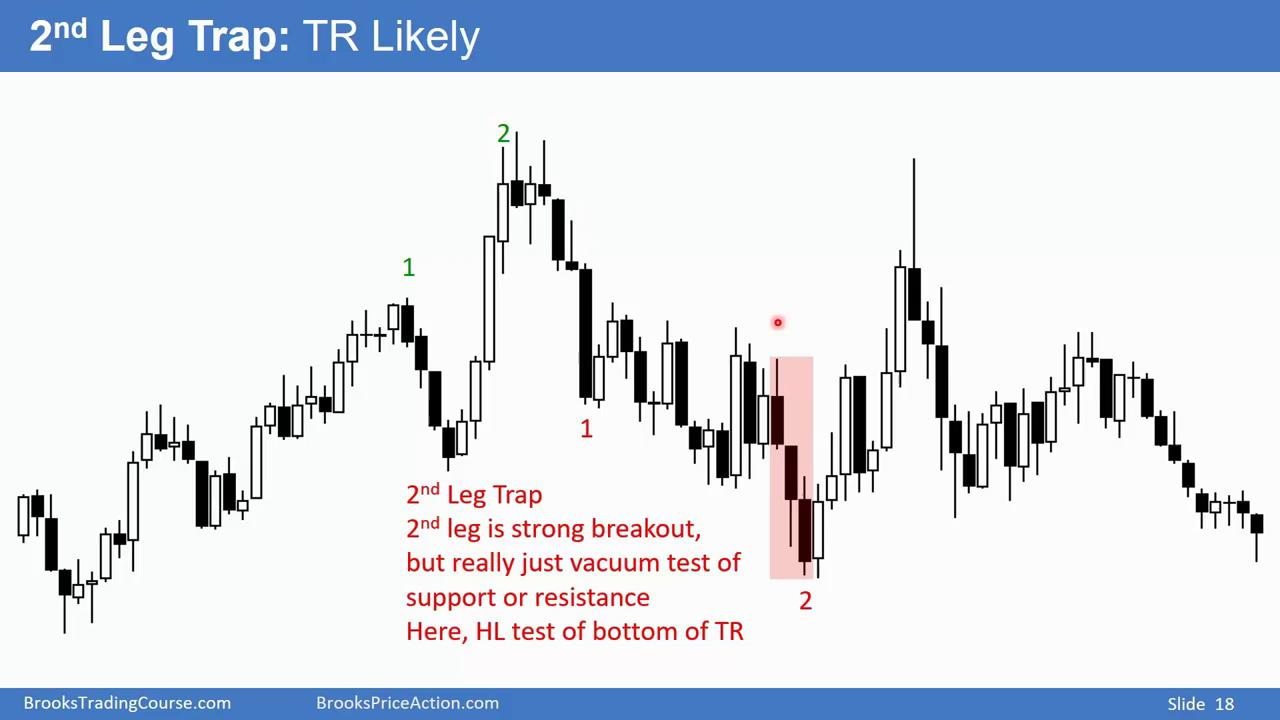 2nd Leg Trap: TR Likely
2
1
1
2nd Leg Trap
2nd leg is strong breakout,
but really just vacuum test of
support or resistance
Here, HL test of bottom of TR
2
BrooksTradingCourse.com
BrooksPriceAction.com
Slide 18